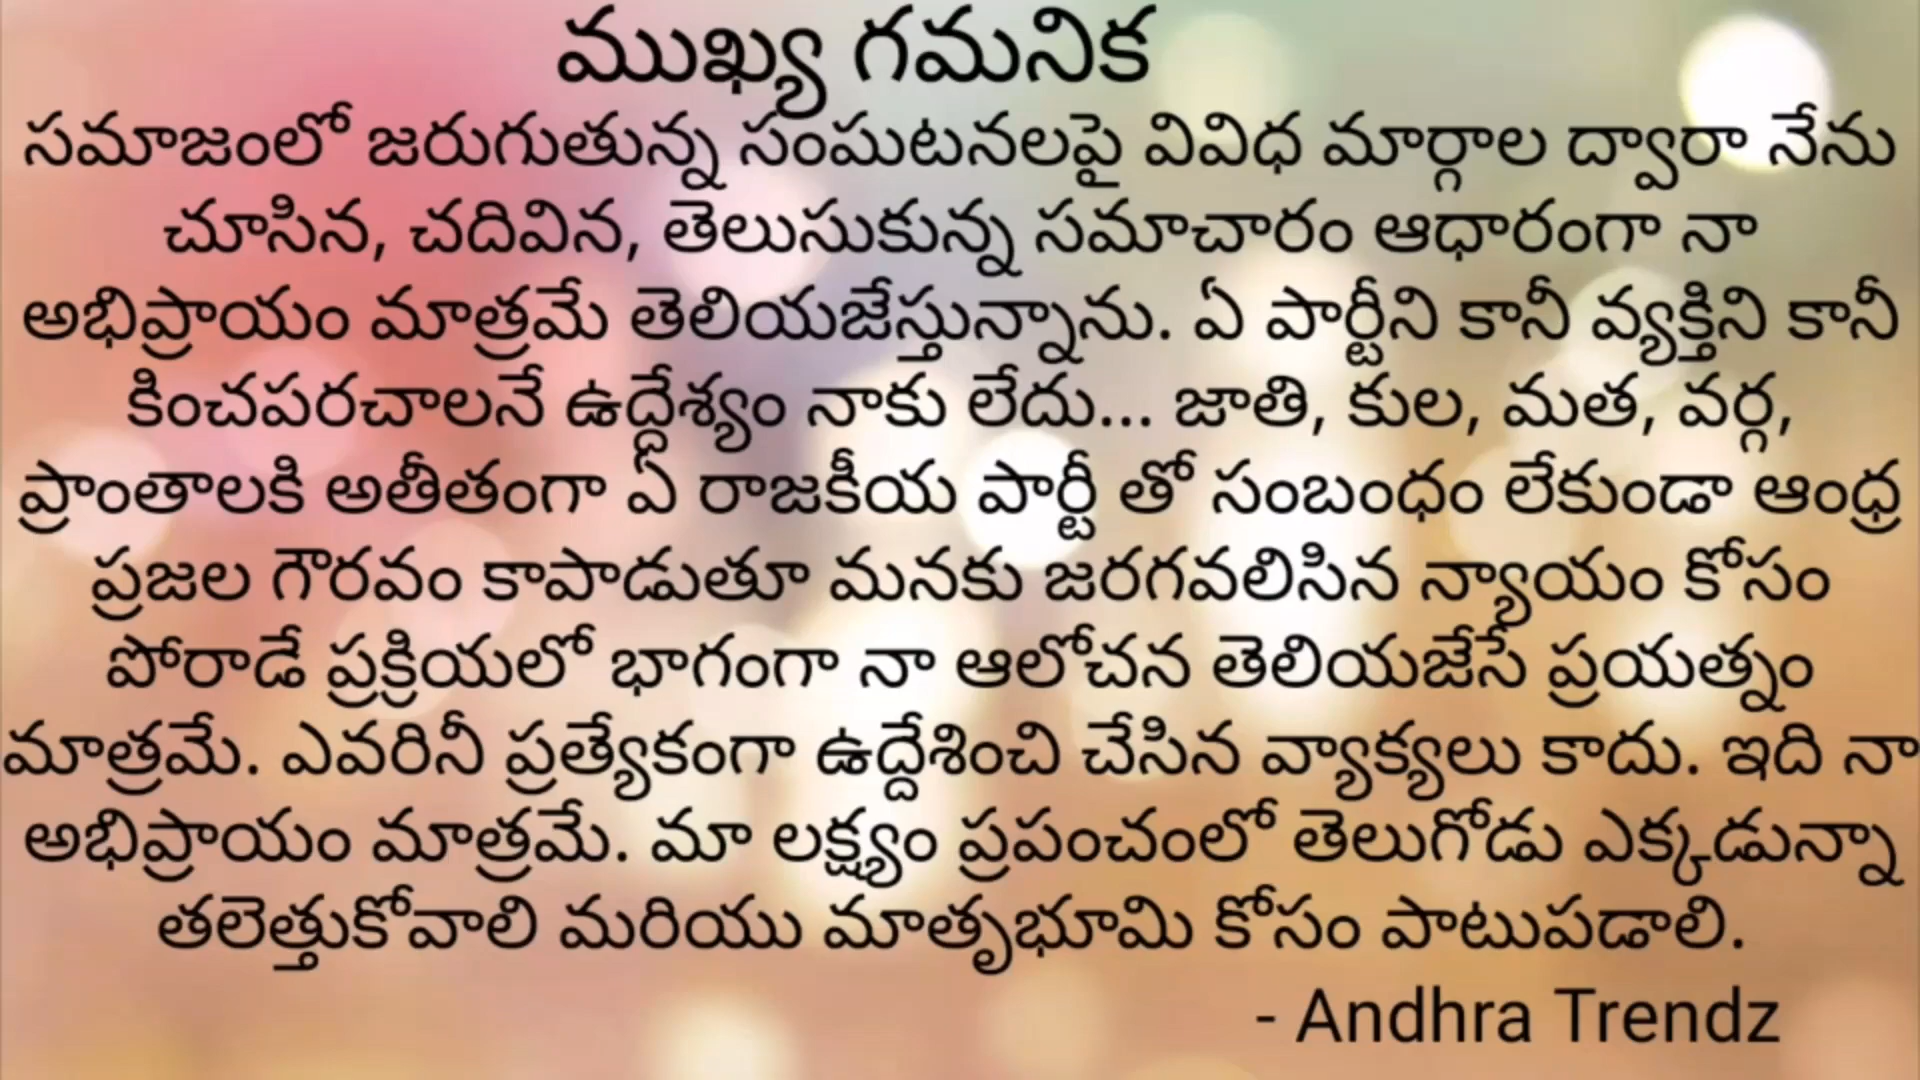 ముఖ్య గమనిక
సమాజంలో జరుగుతున్న సంఘటనలపై వివిధ మార్గాల ద్వారా నేను
చూసిన, చదివిన, తెలుసుకున్న సమాచారం ఆధారంగా నా
అభిప్రాయం మాత్రమే తెలియజేస్తున్నాను. ఏ పార్టీని కానీ వ్యక్తిని కానీ
కించపరచాలనే ఉద్దేశ్యం నాకు లేదు... జాతి, కుల, మత, వర్గ,
ప్రాంతాలకి అతీతంగా ఏ రాజకీయ పార్టీ తో సంబంధం లేకుండా ఆంధ్ర
ప్రజల గౌరవం కాపాడుతూ మనకు జరగవలిసిన న్యాయం కోసం
పోరాడే ప్రక్రియలో భాగంగా నా ఆలోచన తెలియజేసే ప్రయత్నం
మాత్రమే. ఎవరినీ ప్రత్యేకంగా ఉద్దేశించి చేసిన వ్యాక్యలు కాదు. ఇది నా
అభిప్రాయం మాత్రమే. మా లక్ష్యం ప్రపంచంలో తెలుగోడు ఎక్కడున్నా
తలెత్తుకోవాలి మరియు మాతృభూమి కోసం పాటుపడాలి.
- Andhra Trendz